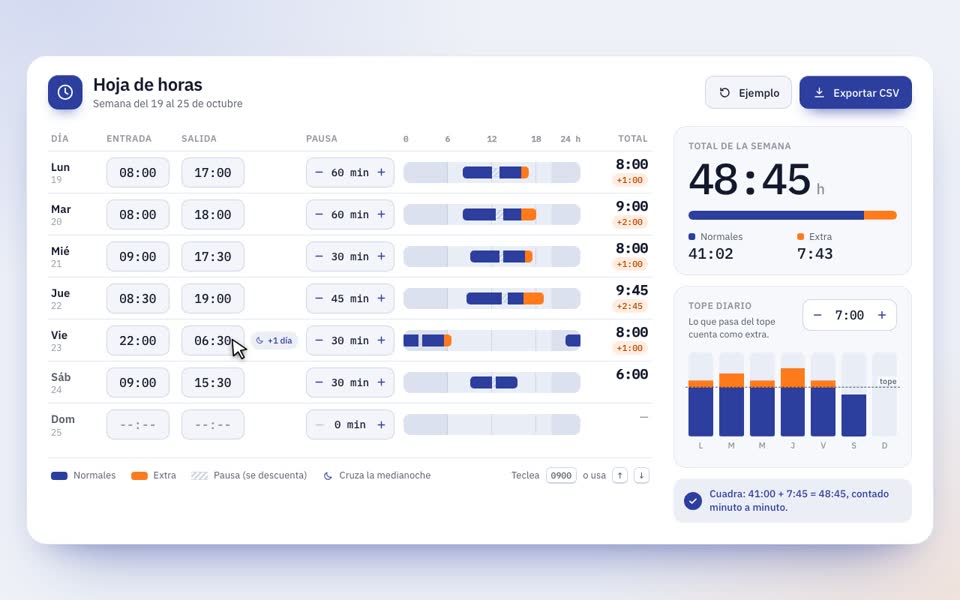 Hoja de horas
Semana del 19 al 25 de octubre
Ejemplo
Exportar CSV
DÍA ENTRADA SALIDA PAUSA 0 6 12 18 24 h TOTAL
Lun 08:00 17:00 − 60 min + 8:00
19 +1:00
Mar 08:00 18:00 − 60 min + 9:00
20 +2:00
Mié 09:00 17:30 − 30 min + 8:00
21 +1:00
Jue 08:30 19:00 − 45 min + 9:45
22 +2:45
Vie 22:00 06:30 +1 día − 30 min + 8:00
23 +1:00
Sáb 09:00 15:30 − 30 min + 6:00
24
Dom --:-- --:-- − 0 min + —
25
Normales Extra Pausa (se descuenta) Cruza la medianoche Teclea 0900 o usa ↑ ↓
TOTAL DE LA SEMANA
48:45 h
Normales Extra
41:02 7:43
TOPE DIARIO
Lo que pasa del tope
cuenta como extra.
− 7:00 +
tope
L M M J V S D
Cuadra: 41:00 + 7:45 = 48:45, contado
minuto a minuto.